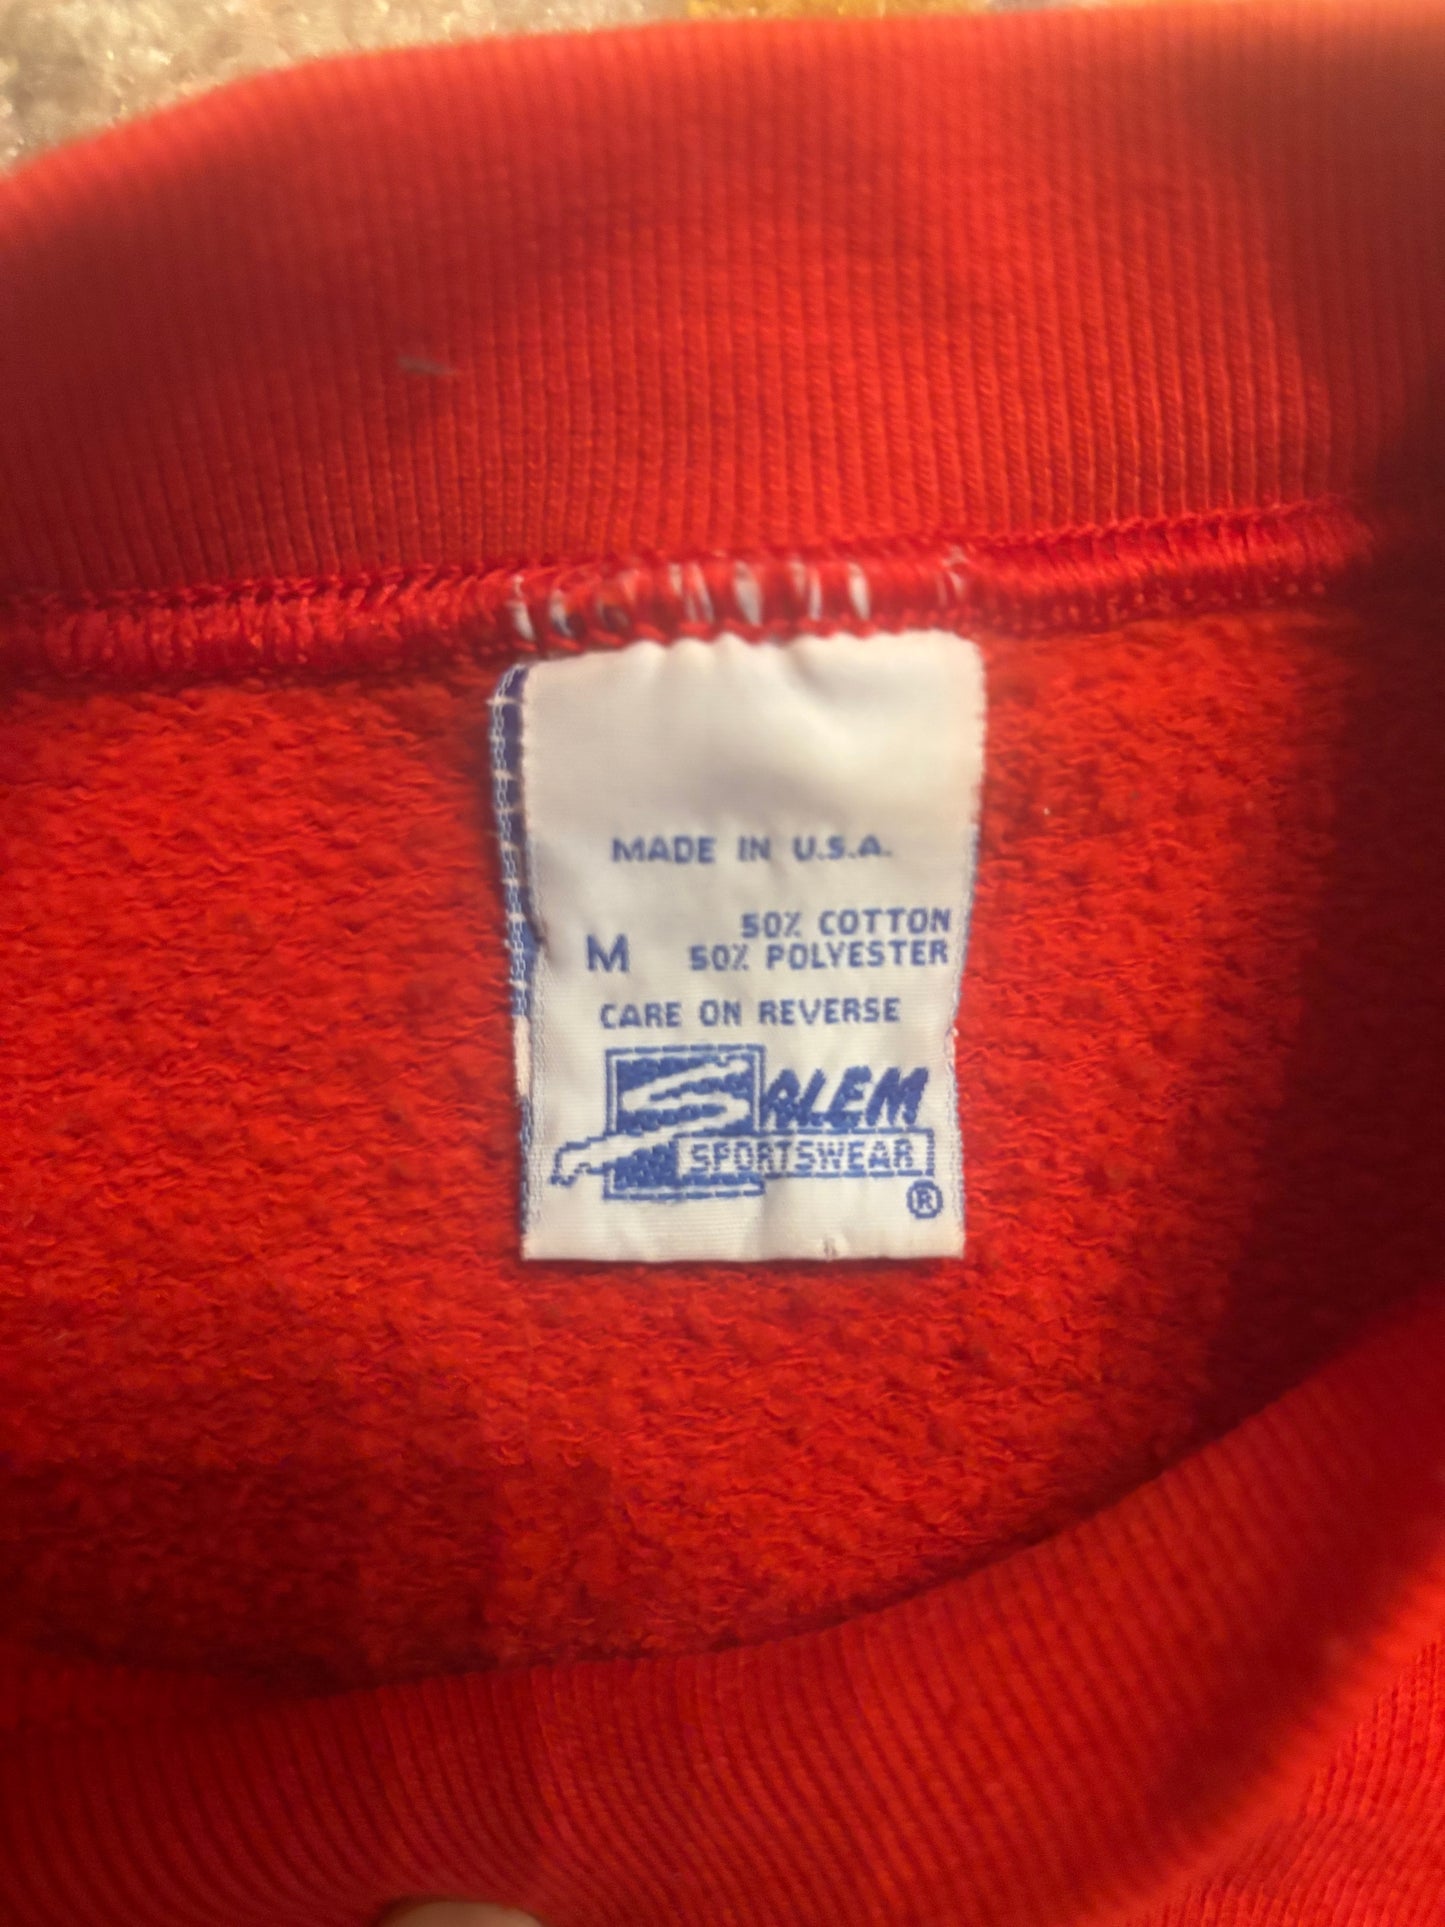 MADE IN U.S.A.
50% COTTON
M 50% POLYESTER
CARE ON REVERSE
SALEM
SPORTSWEAR
®